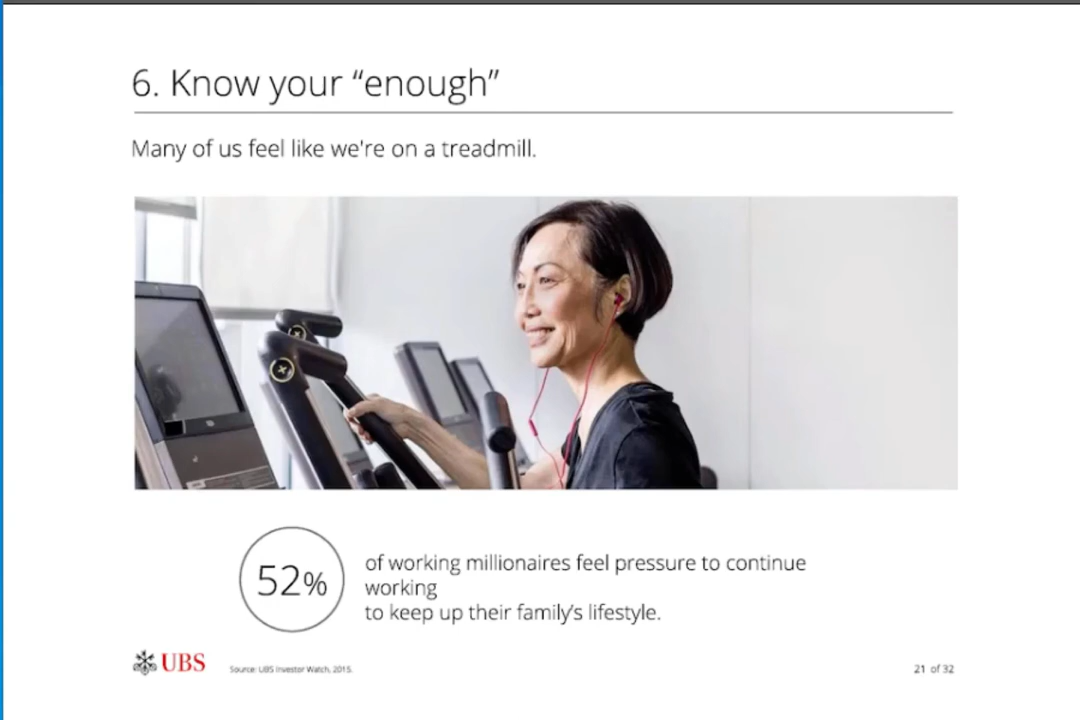 6. Know your “enough”
Many of us feel like we're on a treadmill.
52%
of working millionaires feel pressure to continue
working
to keep up their family’s lifestyle.
UBS
Source: UBS Investor Watch, 2015.
21 of 32